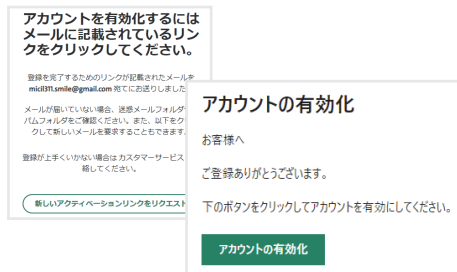 アカウントを有効化するには
メールに記載されているリン
クをクリックしてください。
登録を完了するためのリンクが記載されたメールを
micil311.smile@gmail.com 宛てにお送りしました
メールが届いていない場合、迷惑メールフォルダ
パムフォルダをご確認ください。また、以下をク
クして新しいメールを要求することもできます。
登録が上手くいかない場合は カスタマーサービス
絡してください。
新しいアクティベーションリンクをリクエスト
アカウントの有効化
お客様へ
ご登録ありがとうございます。
下のボタンをクリックしてアカウントを有効にしてください。
アカウントの有効化